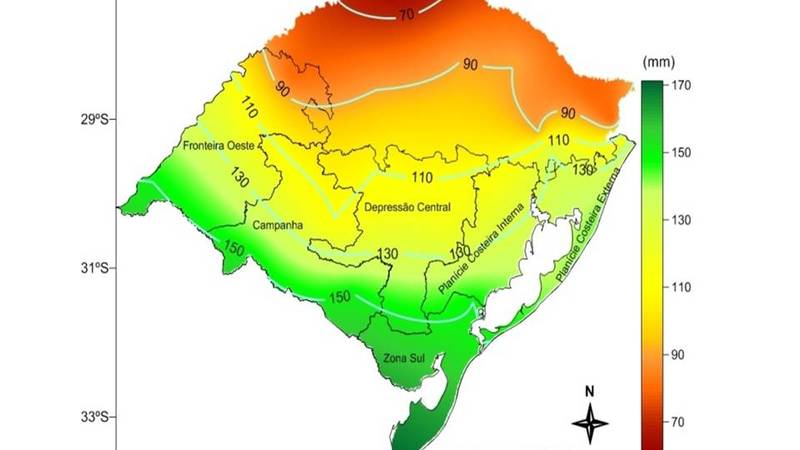 70
(mm)
90
170
90
110
90
29ºS
110
Fronteira Oeste
150
130
110
130
Depressão Central
Planície Costeira Externa
Campanha
Planície Costeira Interna
130
150
130
130
31ºS
150
110
Zona Sul
90
N
33ºS
70